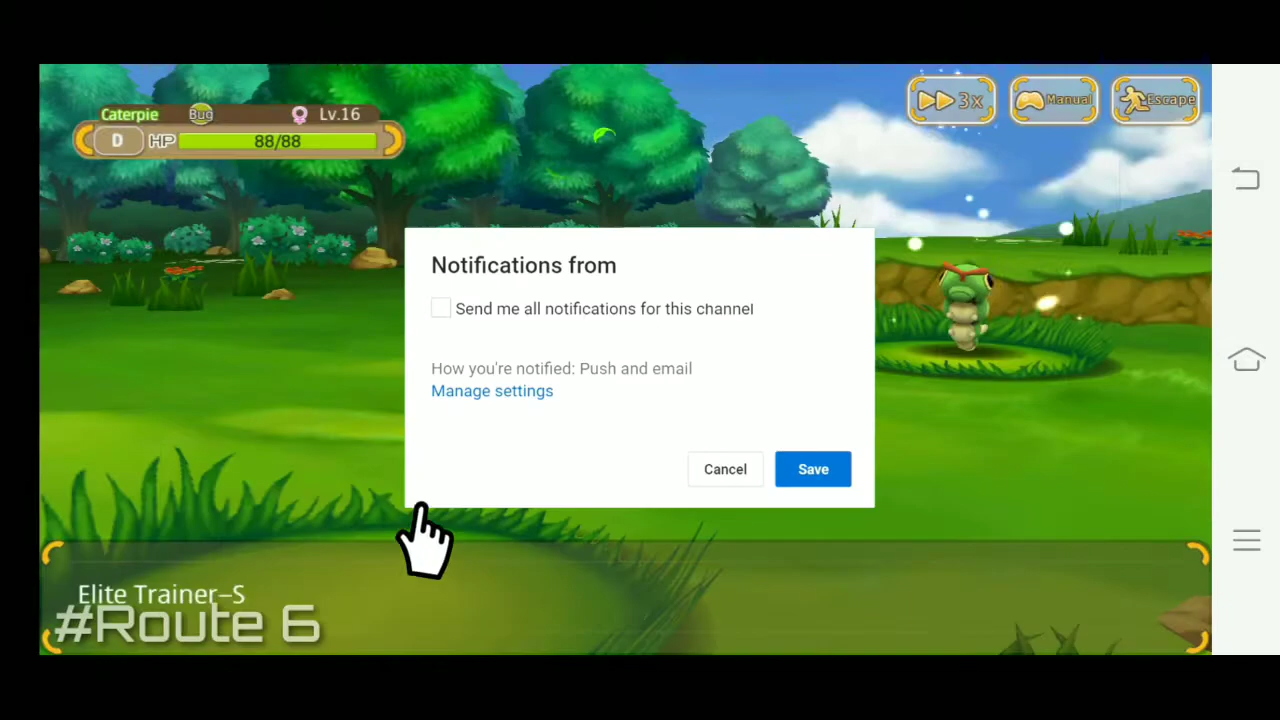 Caterpie Bug Lv.16
D HP 88/88
3x
Manual
Escape
Notifications from
Send me all notifications for this channel
How you're notified: Push and email
Manage settings
Cancel
Save
Elite Trainer-S
#Route 6